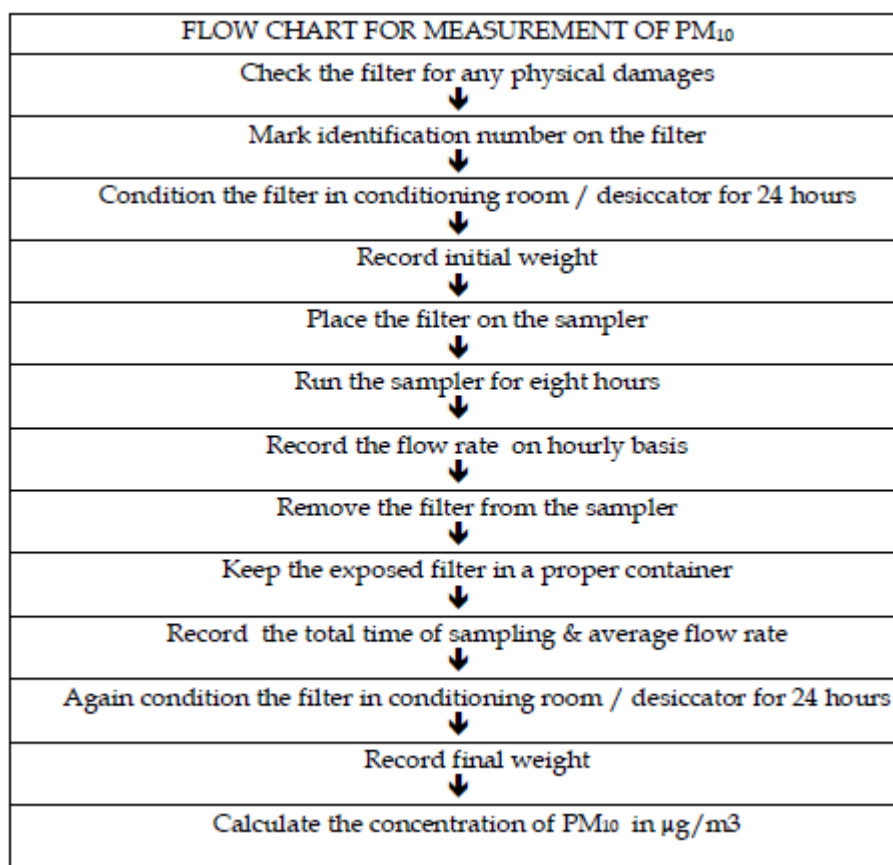 FLOW CHART FOR MEASUREMENT OF PM₁₀
Check the filter for any physical damages
Mark identification number on the filter
Condition the filter in conditioning room / desiccator for 24 hours
Record initial weight
Place the filter on the sampler
Run the sampler for eight hours
Record the flow rate on hourly basis
Remove the filter from the sampler
Keep the exposed filter in a proper container
Record the total time of sampling & average flow rate
Again condition the filter in conditioning room / desiccator for 24 hours
Record final weight
Calculate the concentration of PM₁₀ in µg/m3